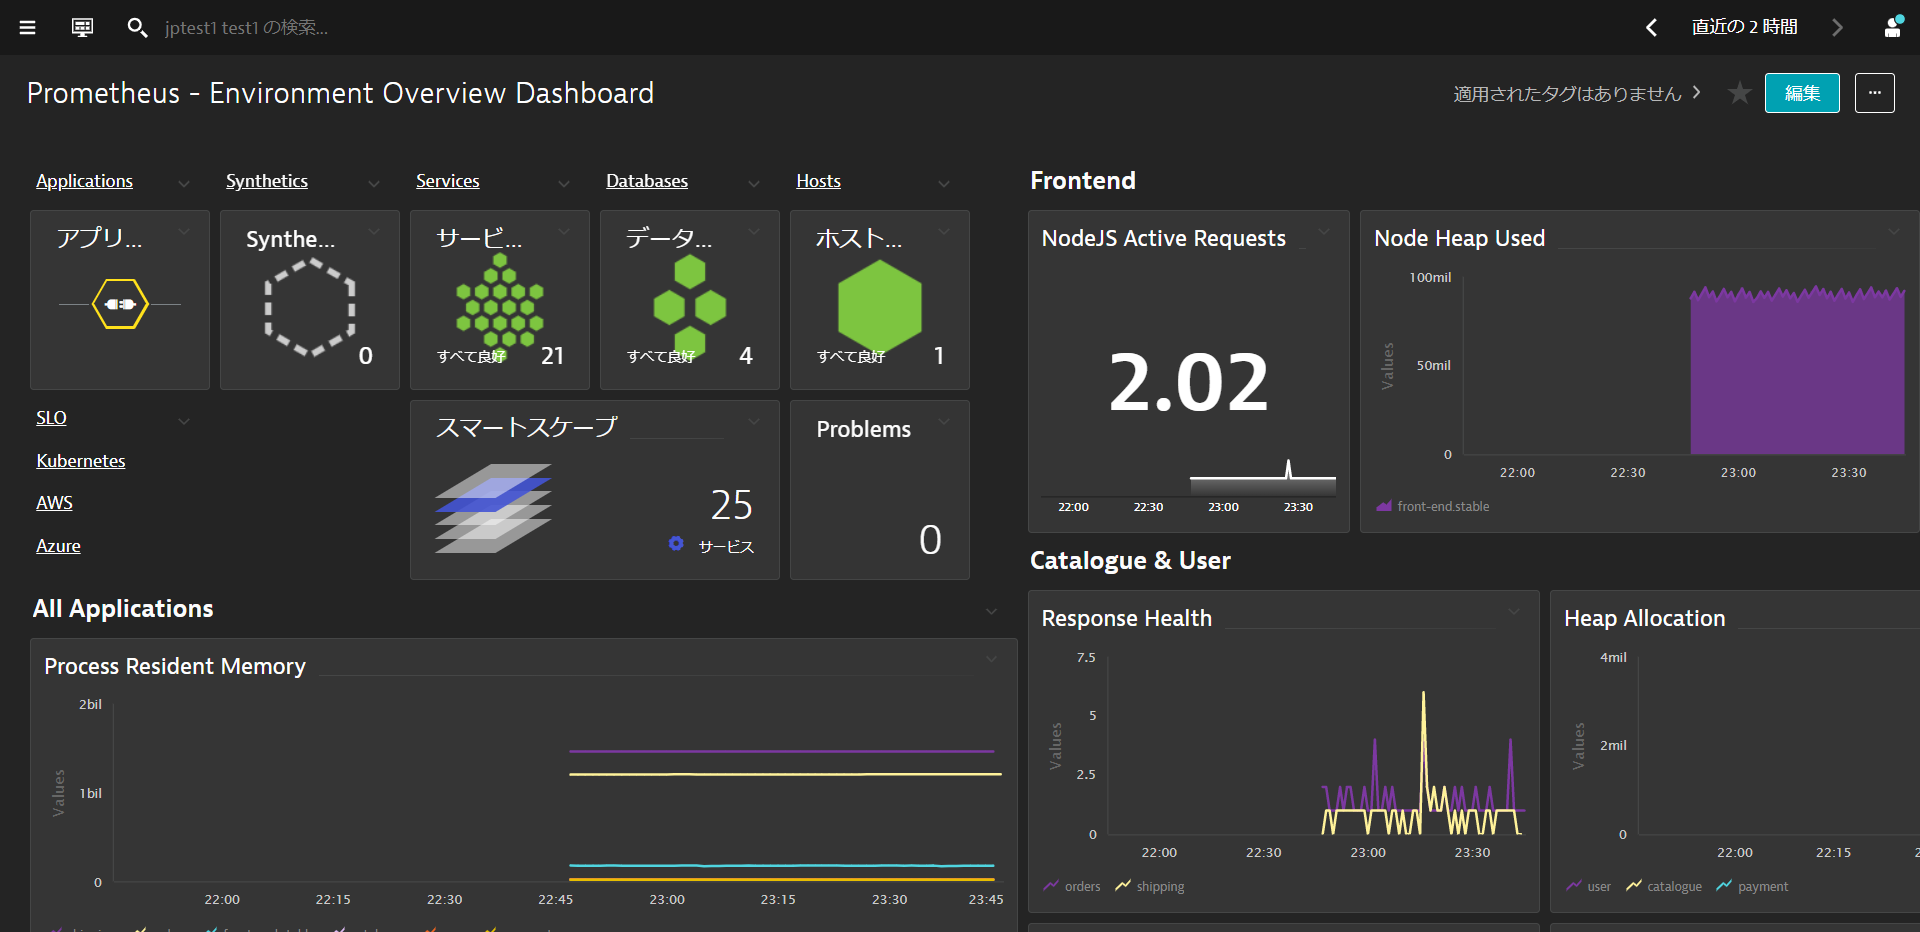 jptest1 test1 の検索...
直近の 2 時間
Prometheus - Environment Overview Dashboard
適用されたタグはありません
編集
Applications
Synthetics
Services
Databases
Hosts
アプリ...
Synthe...
0
サービ...
すべて良好
21
データ...
すべて良好
4
ホスト...
すべて良好
1
SLO
Kubernetes
AWS
Azure
スマートスケープ
25
サービス
Problems
0
All Applications
Process Resident Memory
2bil
1bil
0
Values
22:00 22:15 22:30 22:45 23:00 23:15 23:30 23:45
Frontend
NodeJS Active Requests
2.02
22:00 22:30 23:00 23:30
Node Heap Used
100mil
50mil
0
Values
22:00 22:30 23:00 23:30
front-end.stable
Catalogue & User
Response Health
7.5
5
2.5
0
Values
22:00 22:30 23:00 23:30
orders shipping
Heap Allocation
4mil
2mil
0
Values
22:00 22:15
user catalogue payment